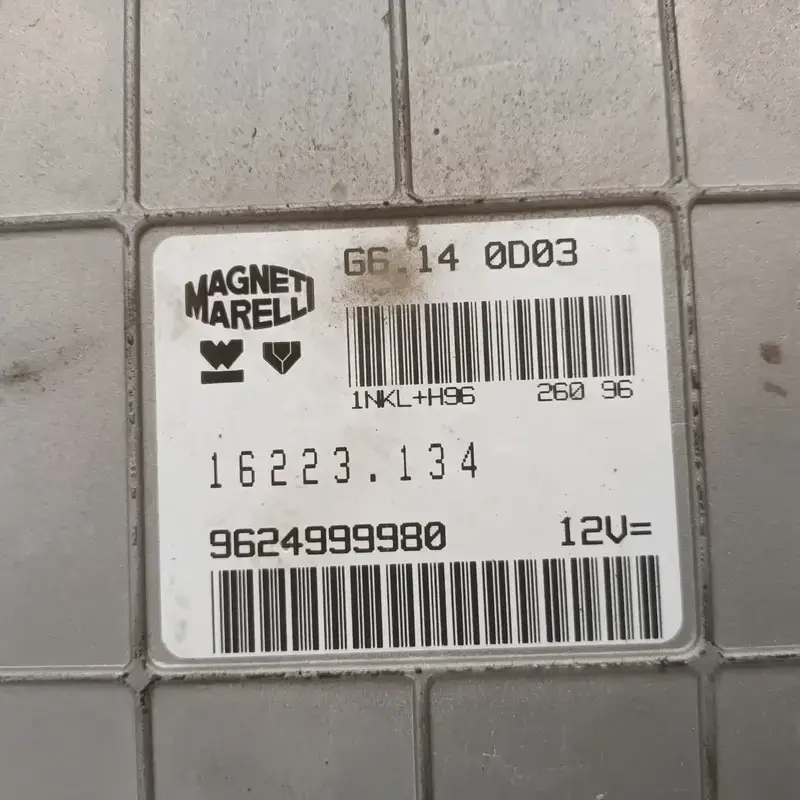 MAGNETI
MARELLI
G6.14 0D03
1NKL+H96 260 96
16223.134
9624999980 12V=